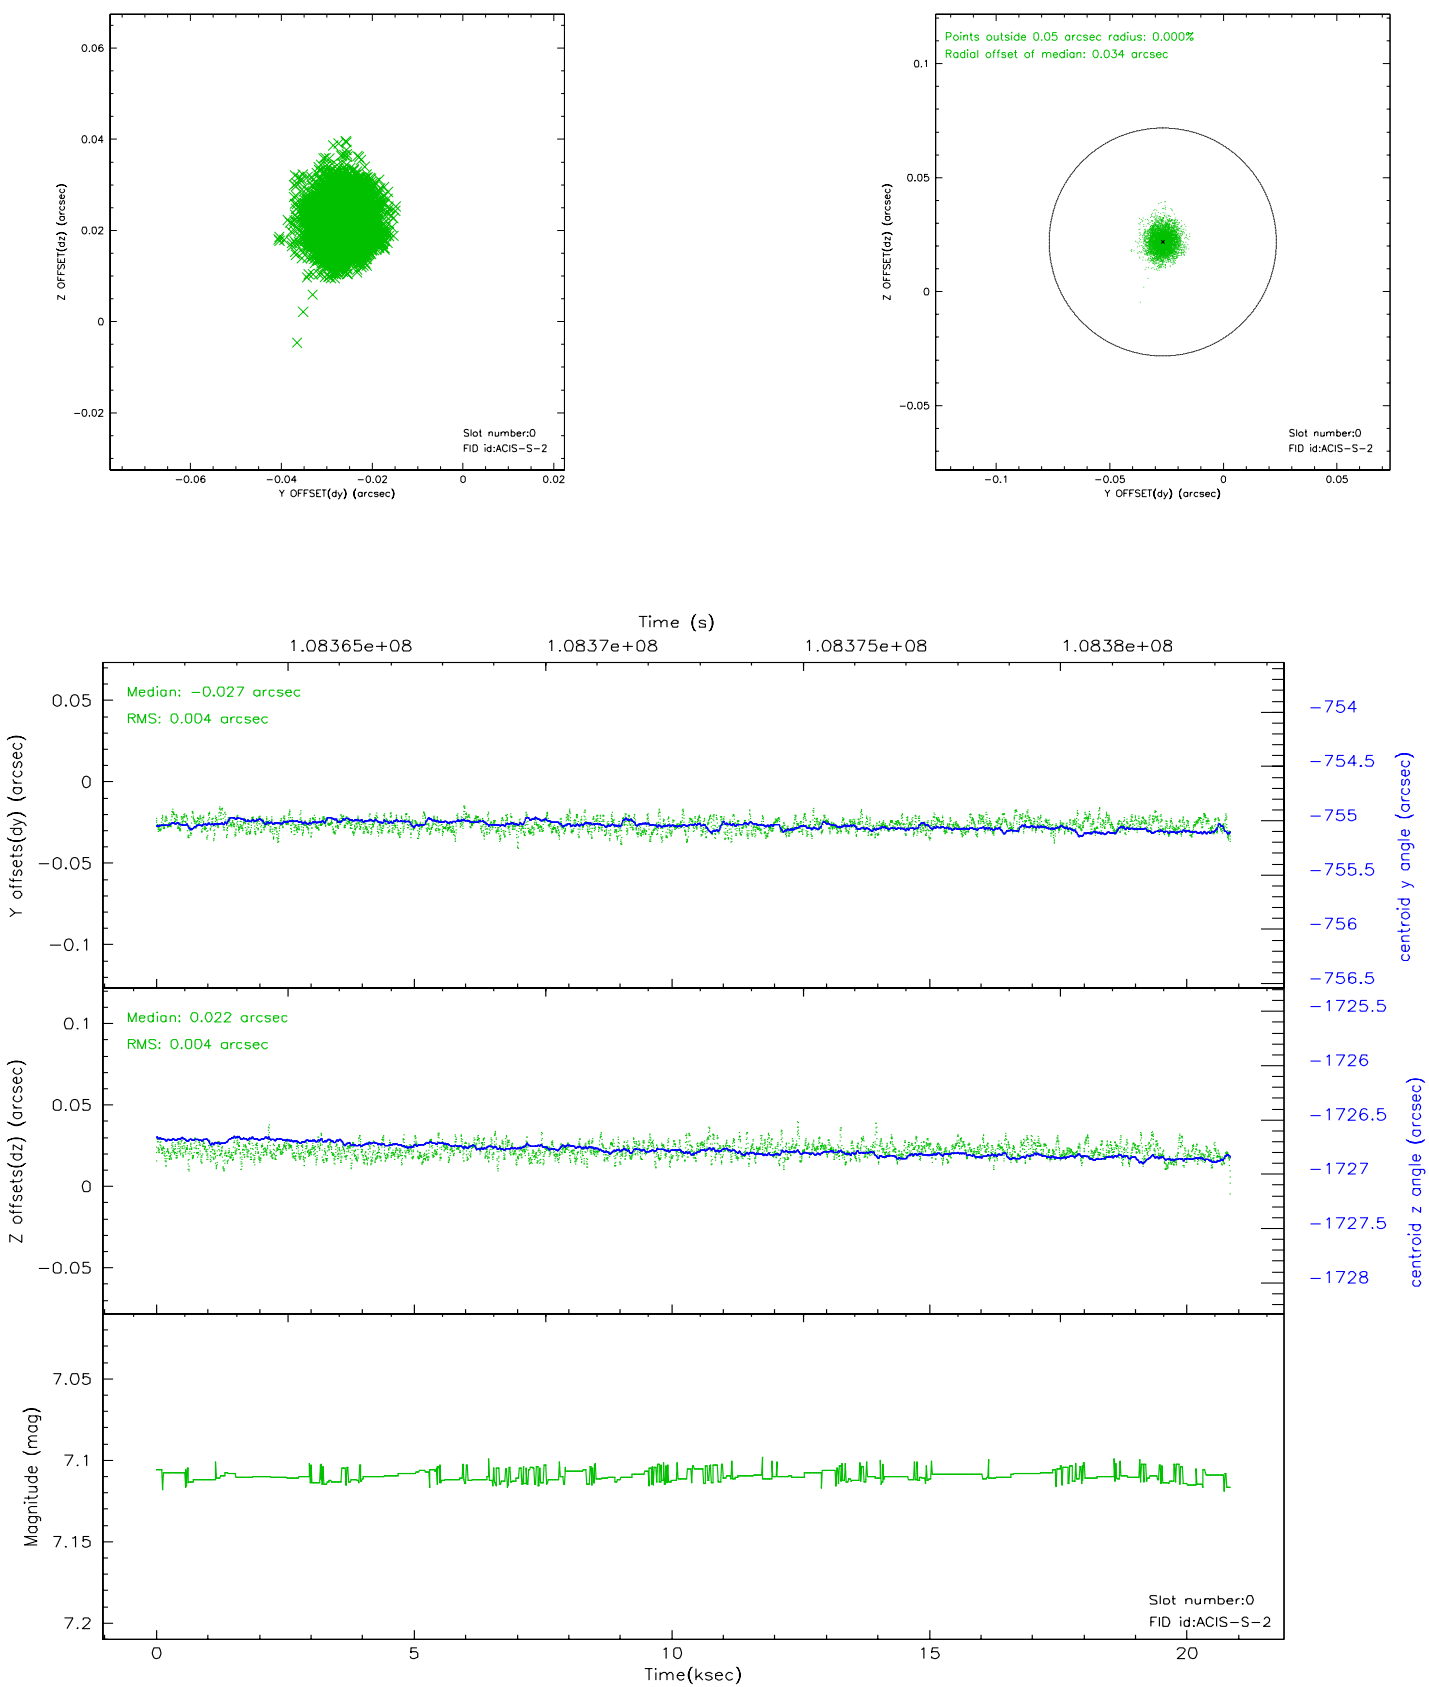 0.06
0.04
0.02
0
−0.02
Z OFFSET(dz) (arcsec)
Slot number:0
FID id:ACIS−S−2
−0.06
−0.04
−0.02
0
0.02
Y OFFSET(dy) (arcsec)
Points outside 0.05 arcsec radius: 0.000%
Radial offset of median: 0.034 arcsec
0.1
0.05
0
−0.05
Z OFFSET(dz) (arcsec)
Slot number:0
FID id:ACIS−S−2
−0.1
−0.05
0
0.05
Y OFFSET(dy) (arcsec)
Time (s)
1.08365e+08
1.0837e+08
1.08375e+08
1.0838e+08
Median: −0.027 arcsec
RMS: 0.004 arcsec
0.05
0
−0.05
−0.1
Y offsets(dy) (arcsec)
−754
−754.5
−755
−755.5
−756
−756.5
centroid y angle (arcsec)
Median: 0.022 arcsec
RMS: 0.004 arcsec
0.1
0.05
0
−0.05
Z offsets(dz) (arcsec)
−1725.5
−1726
−1726.5
−1727
−1727.5
−1728
centroid z angle (arcsec)
7.05
7.1
7.15
7.2
Magnitude (mag)
Slot number:0
FID id:ACIS−S−2
0
5
10
15
20
Time(ksec)